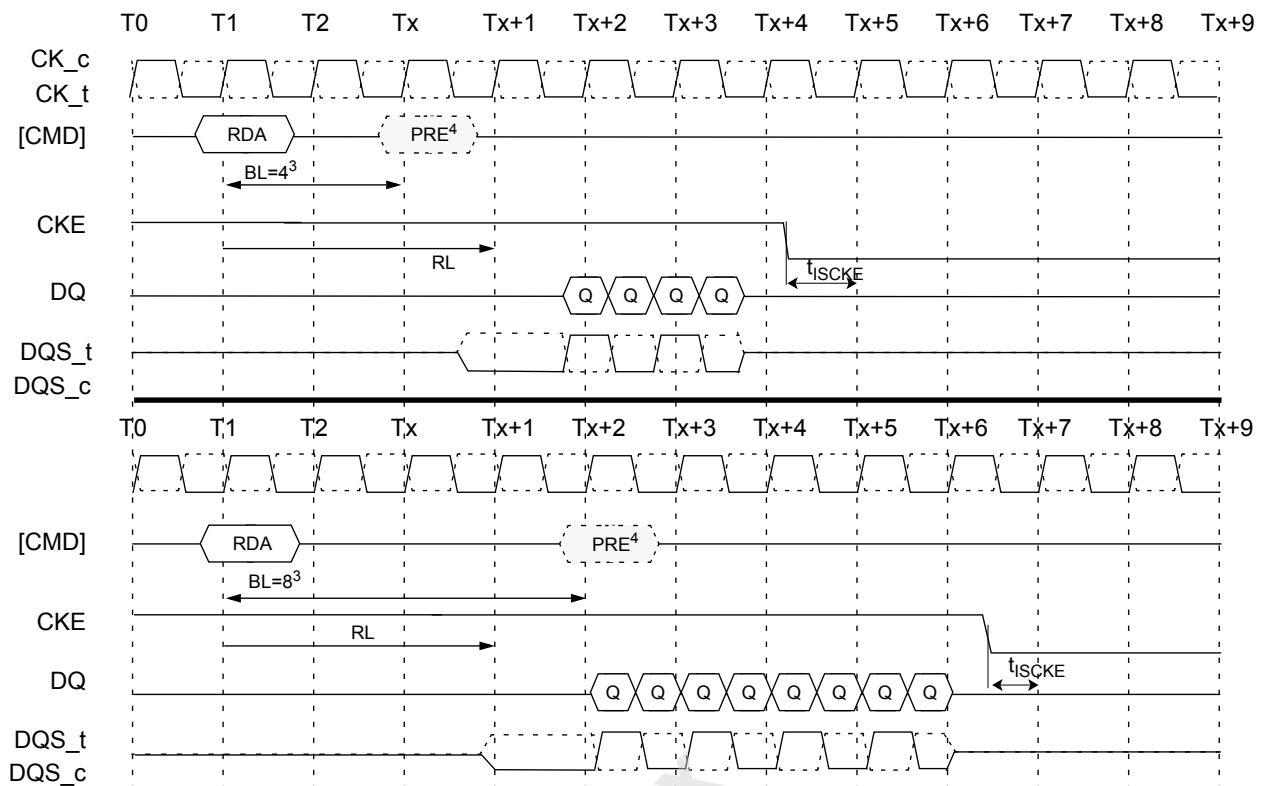 T0 T1 T2 Tx Tx+1 Tx+2 Tx+3 Tx+4 Tx+5 Tx+6 Tx+7 Tx+8 Tx+9
CK_c
CK_t
[CMD] RDA PRE4
BL=43
CKE
RL
tISCKE
DQ Q Q Q Q
DQS_t
DQS_c
T0 T1 T2 Tx Tx+1 Tx+2 Tx+3 Tx+4 Tx+5 Tx+6 Tx+7 Tx+8 Tx+9
[CMD] RDA PRE4
BL=83
CKE
RL
tISCKE
DQ Q Q Q Q Q Q Q Q
DQS_t
DQS_c